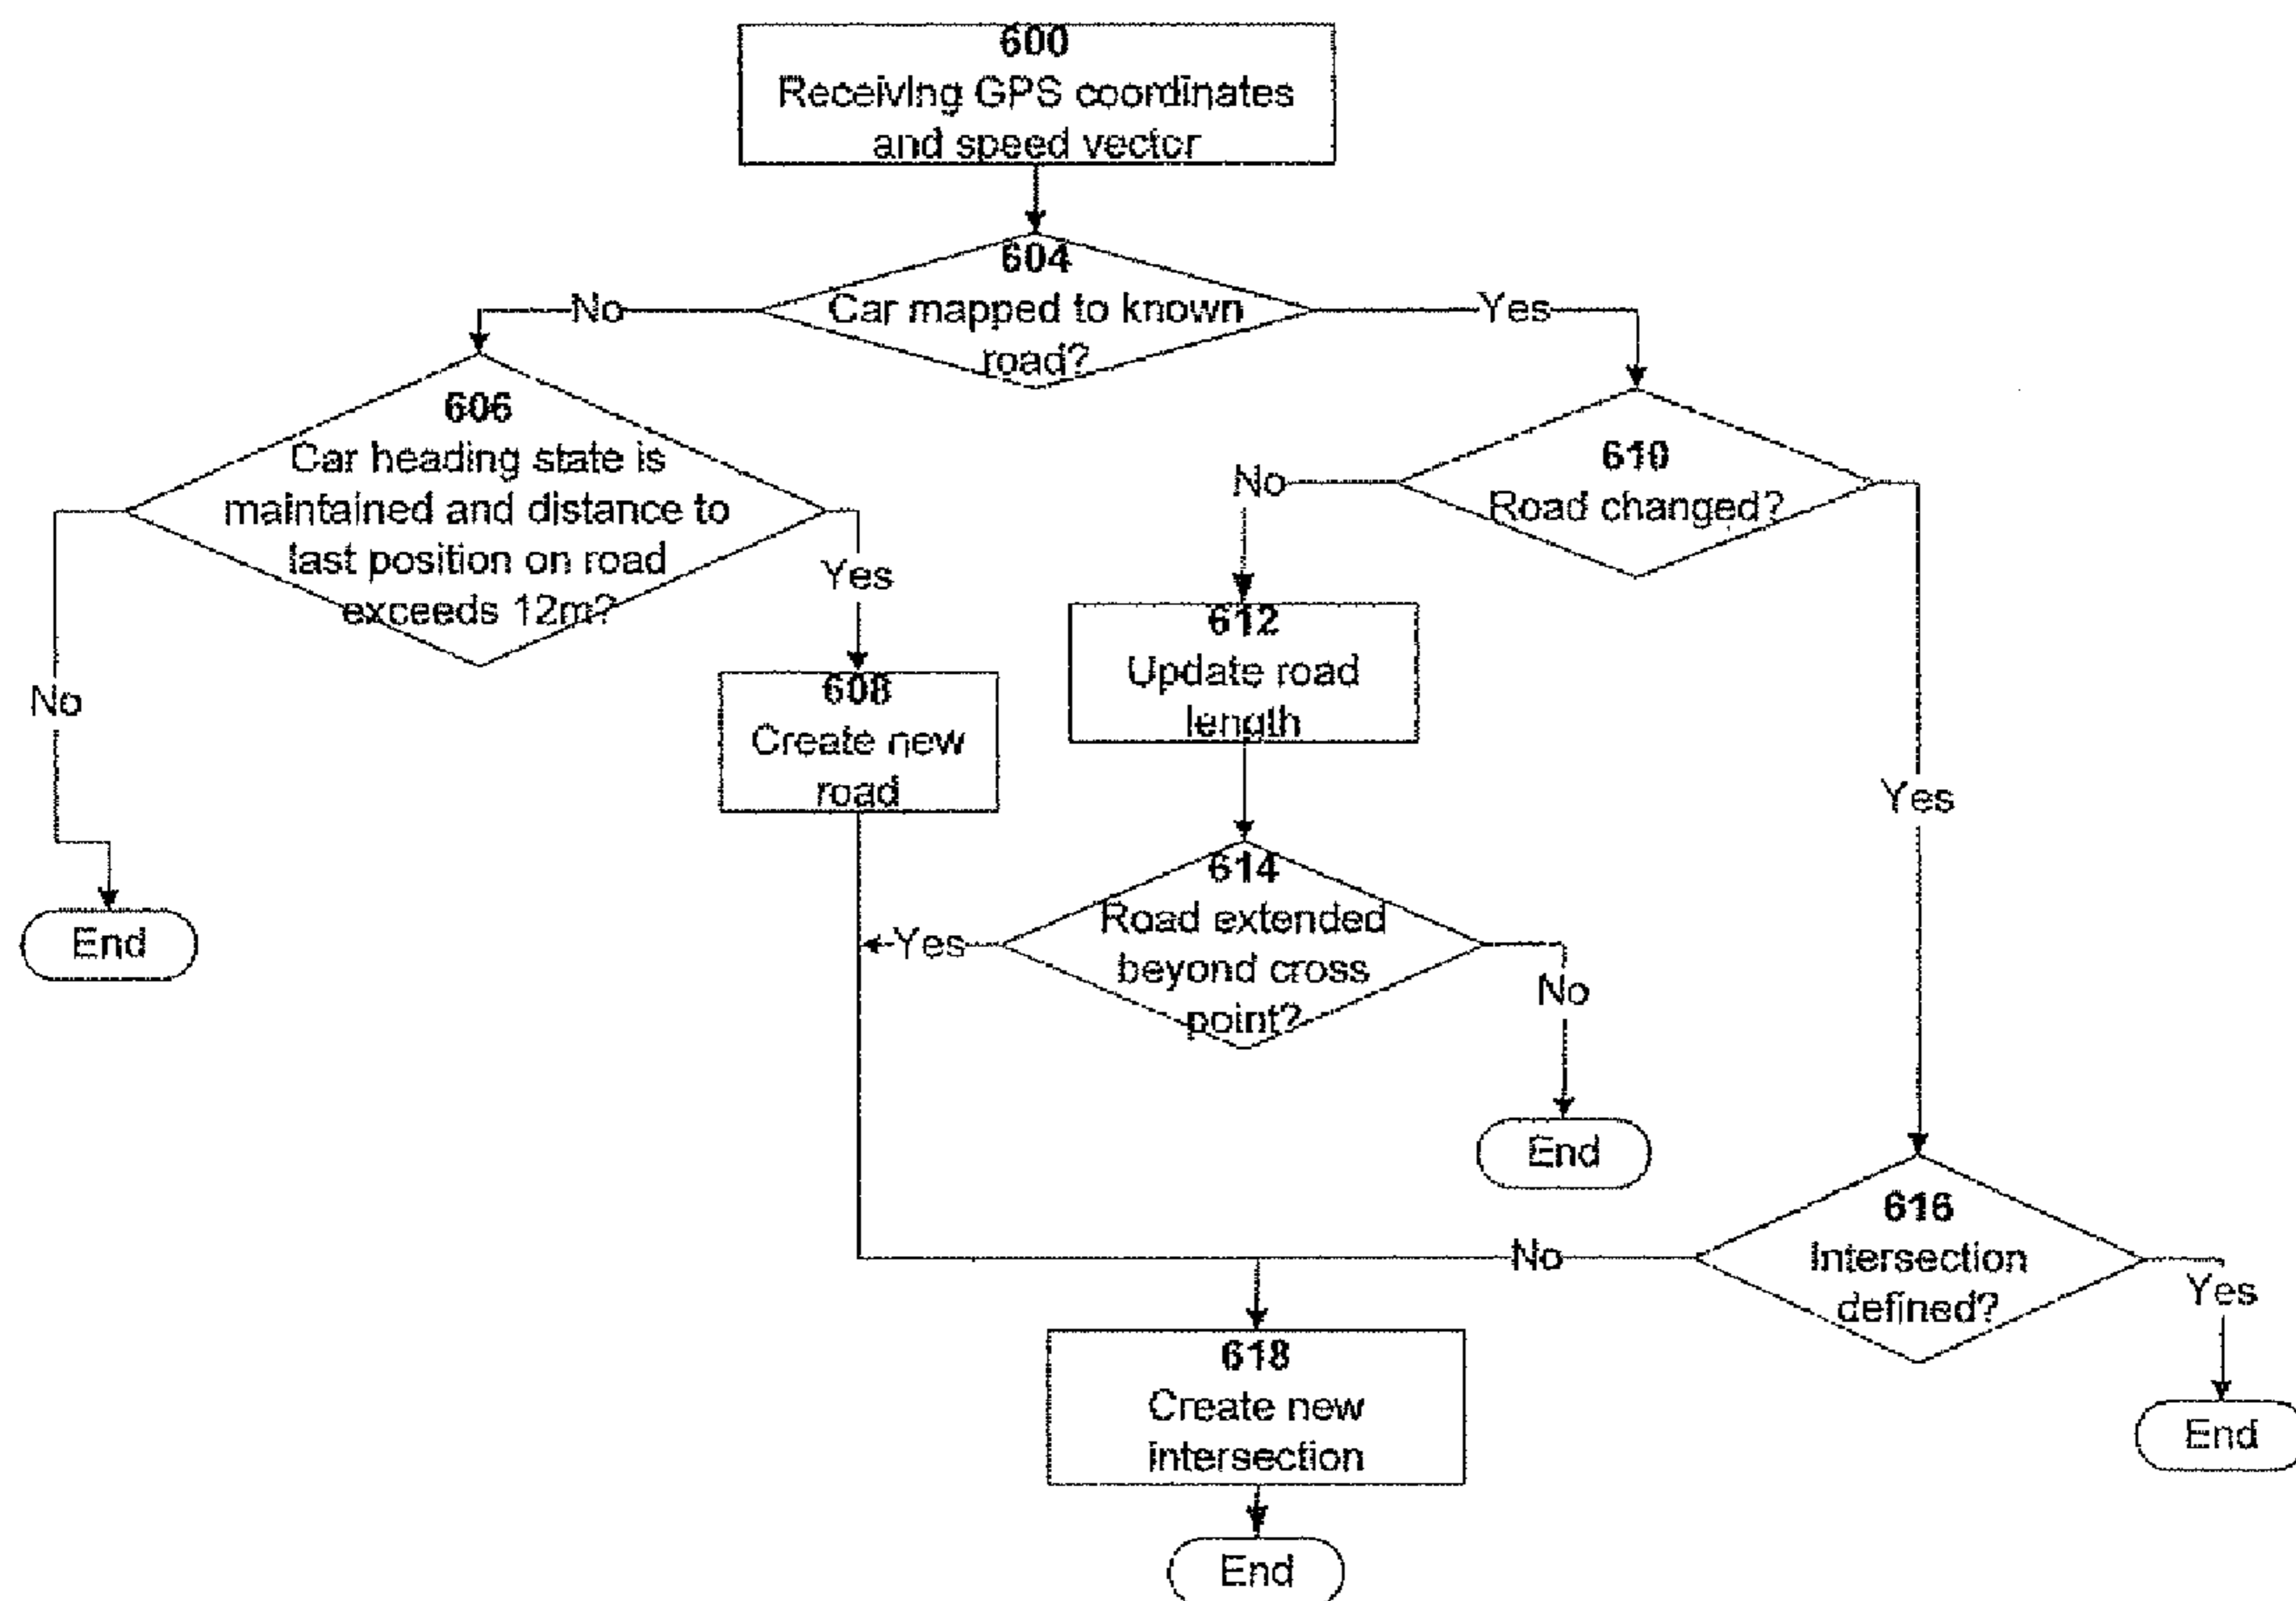 600
Receiving GPS coordinates
and speed vector
604
Car mapped to known
road?
No
Yes
606
Car heading state is
maintained and distance to
last position on road
exceeds 12m?
610
Road changed?
No
Yes
612
Update road
length
No
608
Create new
road
Yes
614
Road extended
beyond cross
point?
Yes
No
End
End
616
Intersection
defined?
No
Yes
618
Create new
intersection
End
End